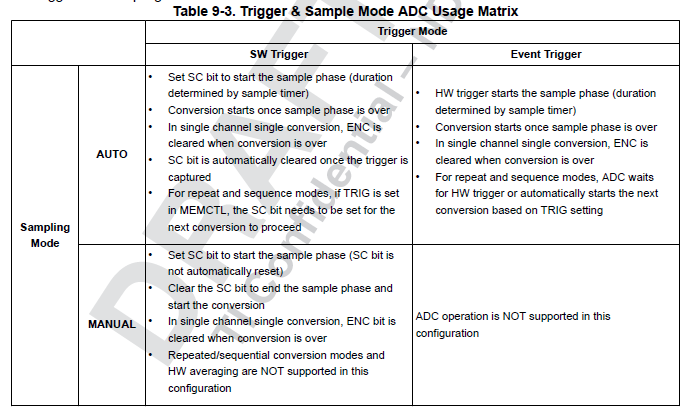 Table 9-3. Trigger & Sample Mode ADC Usage Matrix
Trigger Mode
SW Trigger
Event Trigger
Sampling
Mode
AUTO
• Set SC bit to start the sample phase (duration
determined by sample timer)
• Conversion starts once sample phase is over
• In single channel single conversion, ENC is
cleared when conversion is over
• SC bit is automatically cleared once the trigger is
captured
• For repeat and sequence modes, if TRIG is set
in MEMCTL, the SC bit needs to be set for the
next conversion to proceed
• HW trigger starts the sample phase (duration
determined by sample timer)
• Conversion starts once sample phase is over
• In single channel single conversion, ENC is
cleared when conversion is over
• For repeat and sequence modes, ADC waits
for HW trigger or automatically starts the next
conversion based on TRIG setting
MANUAL
• Set SC bit to start the sample phase (SC bit is
not automatically reset)
• Clear the SC bit to end the sample phase and
start the conversion
• In single channel single conversion, ENC bit is
cleared when conversion is over
• Repeated/sequential conversion modes and
HW averaging are NOT supported in this
configuration
ADC operation is NOT supported in this
configuration
DRAFT
TI Confidential –